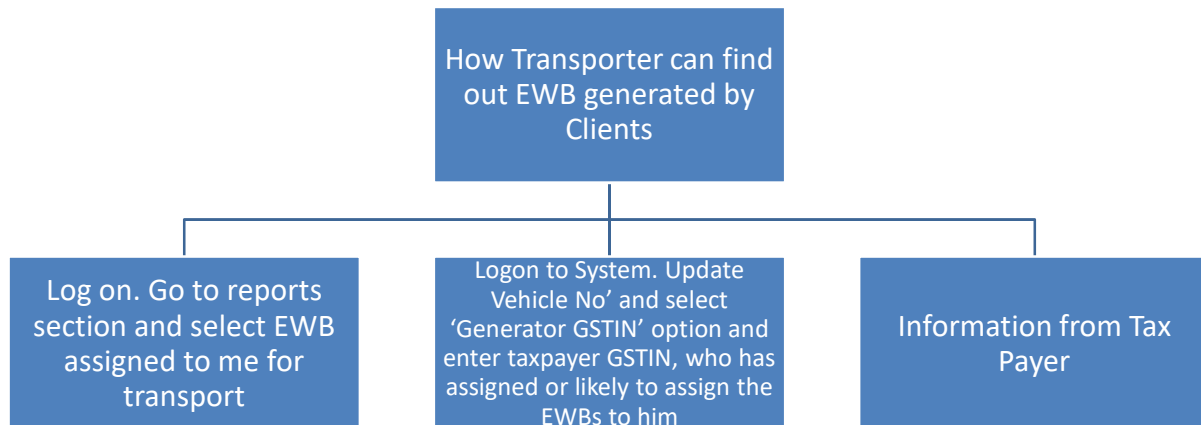 How Transporter can find
out EWB generated by
Clients
Log on. Go to reports
section and select EWB
assigned to me for
transport
Logon to System. Update
Vehicle No’ and select
‘Generator GSTIN’ option and
enter taxpayer GSTIN, who has
assigned or likely to assign the
EWBs to him
Information from Tax
Payer